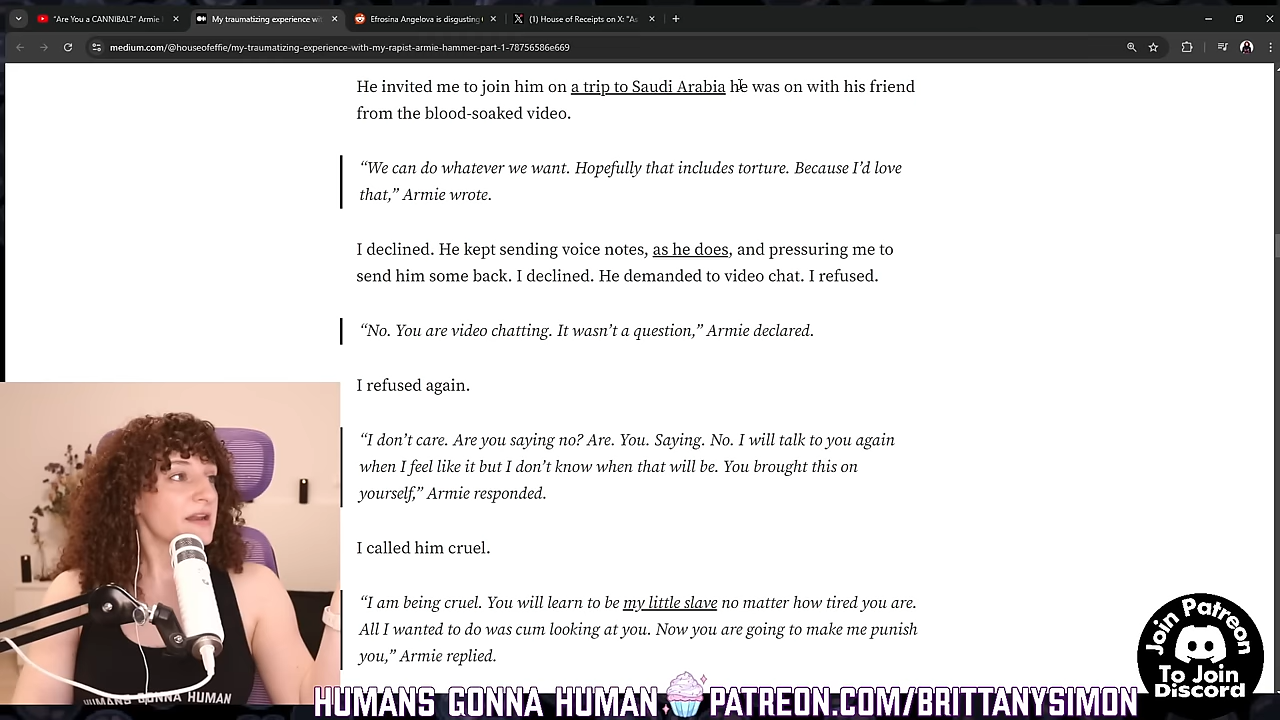 "Are You a CANNIBAL?" Armie
My traumatizing experience wit
Efrosina Angelova is disgusting
(1) House of Receipts on X: "As
medium.com/@houseofeffie/my-traumatizing-experience-with-my-rapist-armie-hammer-part-1-78756586e669
He invited me to join him on a trip to Saudi Arabia he was on with his friend
from the blood-soaked video.
“We can do whatever we want. Hopefully that includes torture. Because I’d love
that,” Armie wrote.
I declined. He kept sending voice notes, as he does, and pressuring me to
send him some back. I declined. He demanded to video chat. I refused.
“No. You are video chatting. It wasn’t a question,” Armie declared.
I refused again.
“I don’t care. Are you saying no? Are. You. Saying. No. I will talk to you again
when I feel like it but I don’t know when that will be. You brought this on
yourself,” Armie responded.
I called him cruel.
“I am being cruel. You will learn to be my little slave no matter how tired you are.
All I wanted to do was cum looking at you. Now you are going to make me punish
you,” Armie replied.
HUMANS GONNA HUMAN
Join Patreon
To Join
Discord
HUMANS GONNA HUMAN PATREON.COM/BRITTANYSIMON